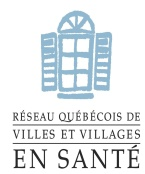 RÉSEAU QUÉBÉCOIS DE
VILLES ET VILLAGES
EN SANTÉ